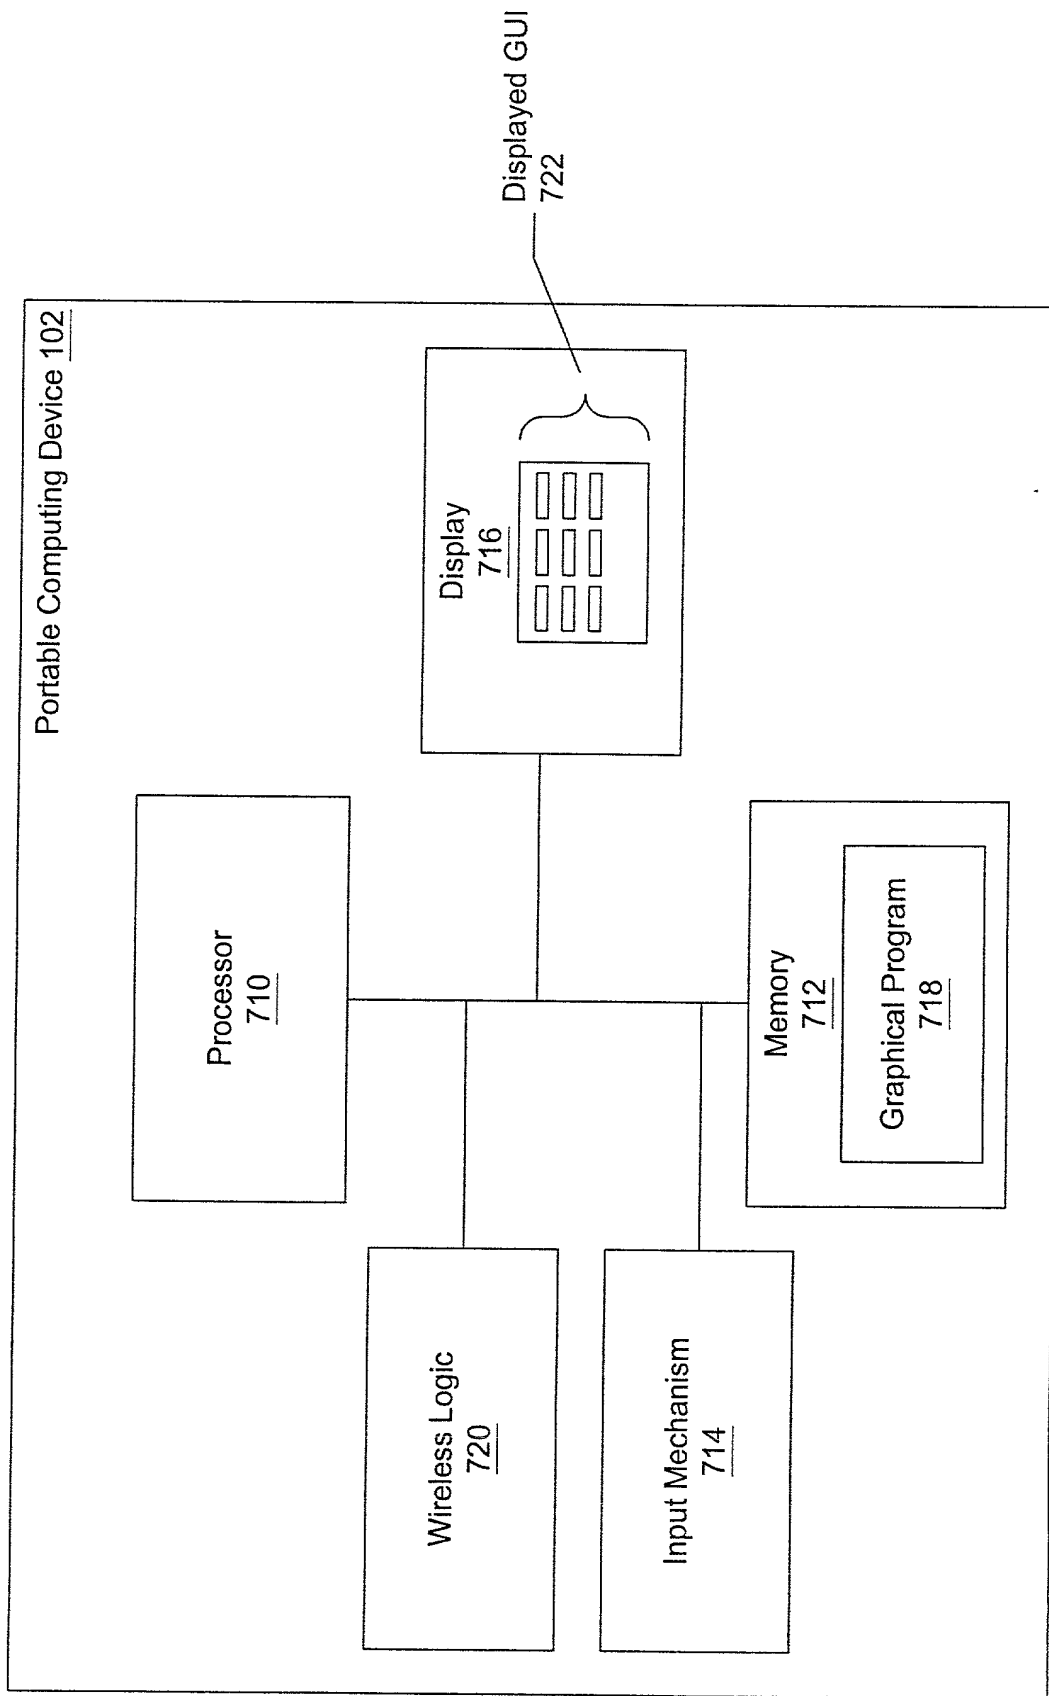 Portable Computing Device 102
Processor
710
Wireless Logic
720
Display
716
Displayed GUI
722
Input Mechanism
714
Memory
712
Graphical Program
718